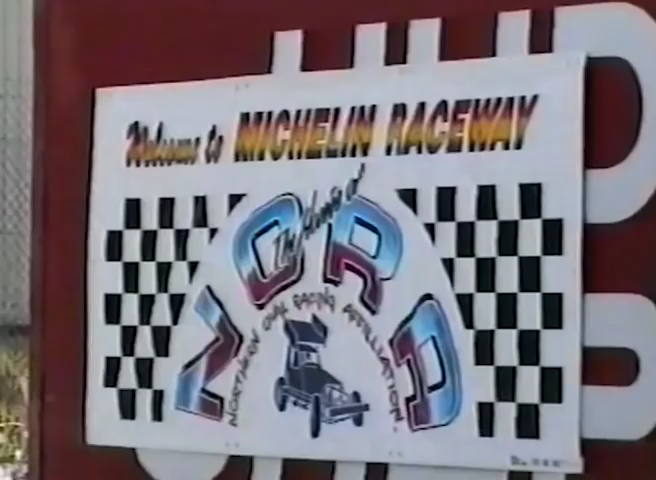 Welcome to MICHELIN RACEWAY
The Home of
NORA
NORTHERN OVAL RACING AFFILIATION